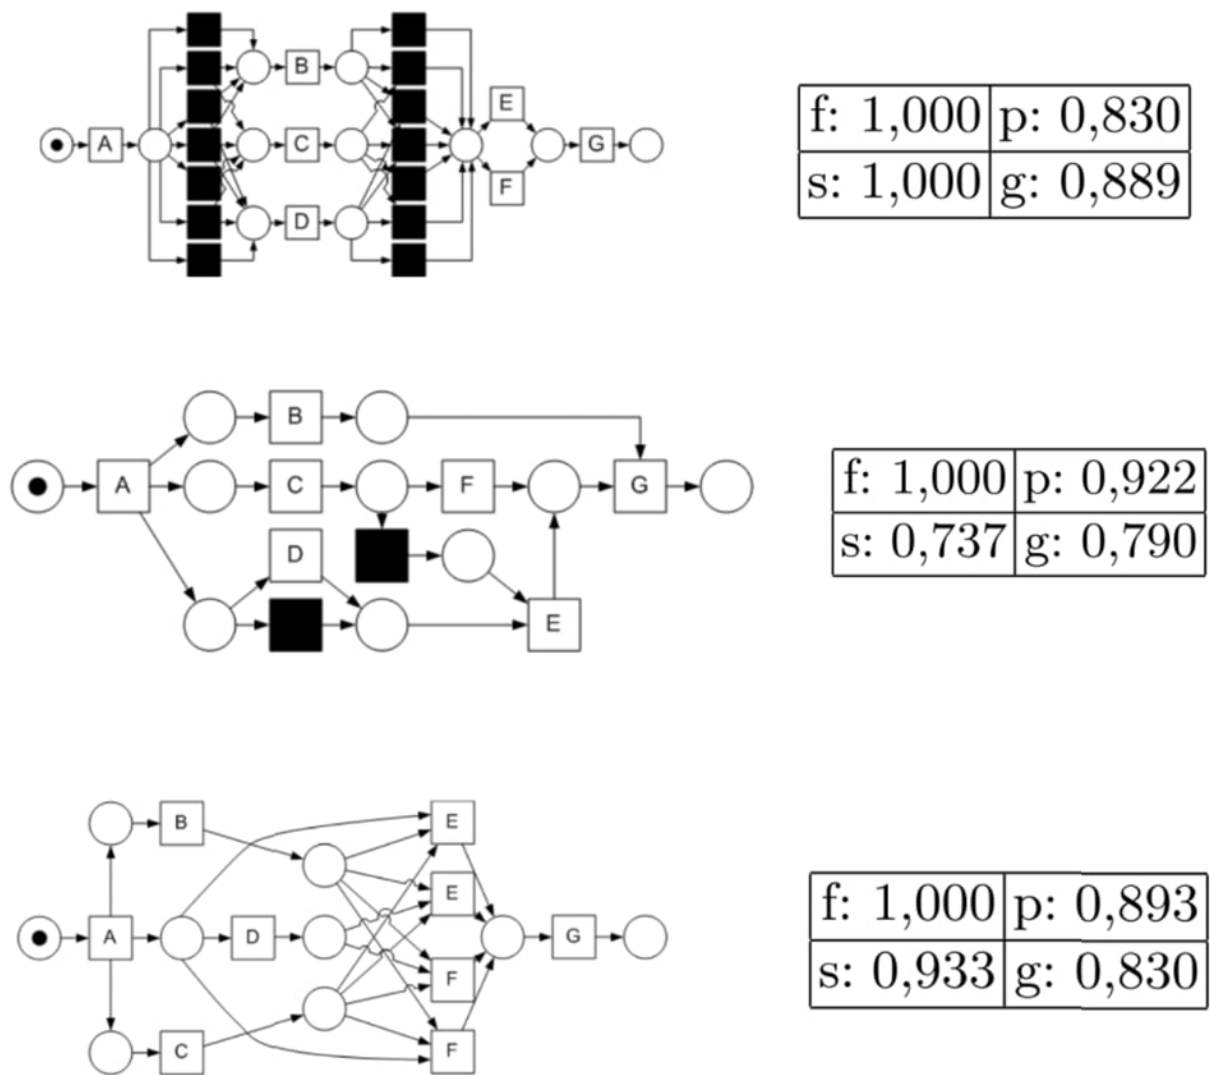 E
A B C D F G
f: 1,000 p: 0,830
s: 1,000 g: 0,889
B
A C F G
D
E
f: 1,000 p: 0,922
s: 0,737 g: 0,790
B E
E
A D G
F
C F
f: 1,000 p: 0,893
s: 0,933 g: 0,830